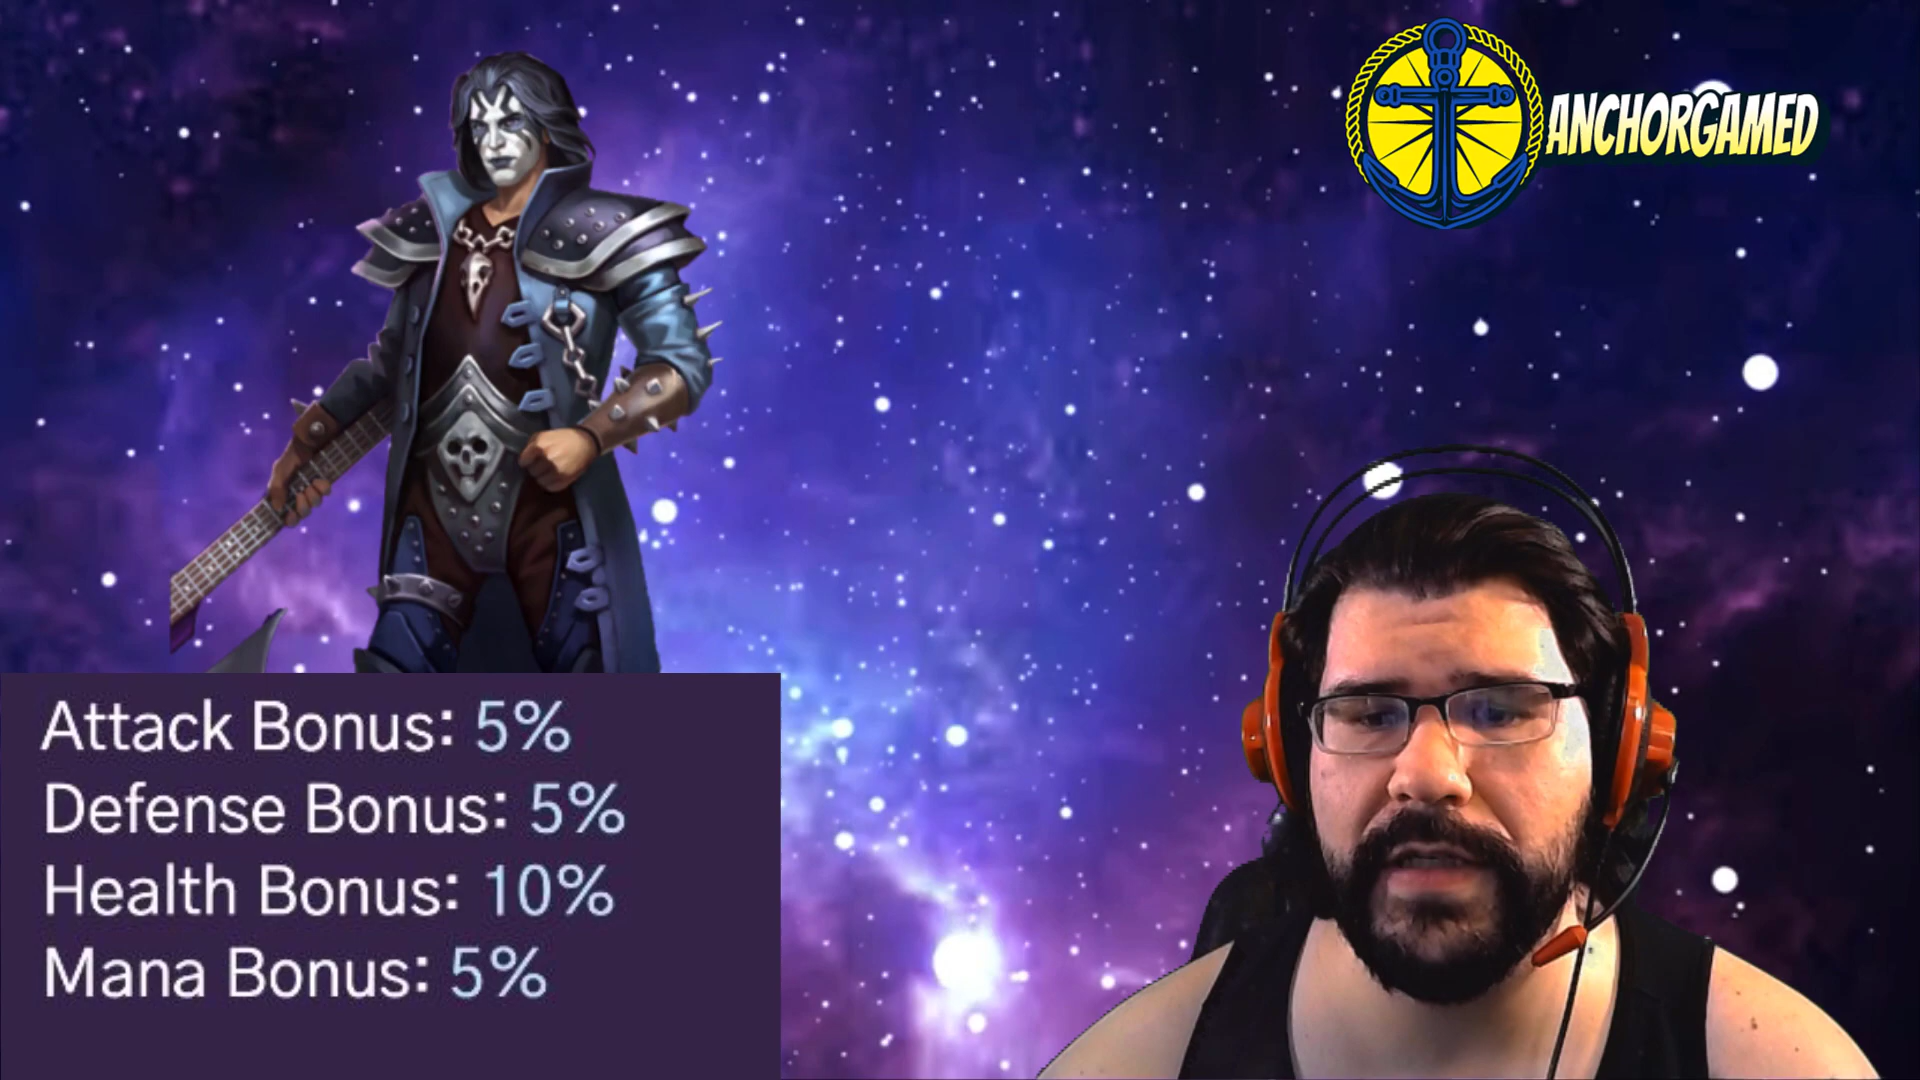 ANCHORGAMED
Attack Bonus: 5%
Defense Bonus: 5%
Health Bonus: 10%
Mana Bonus: 5%